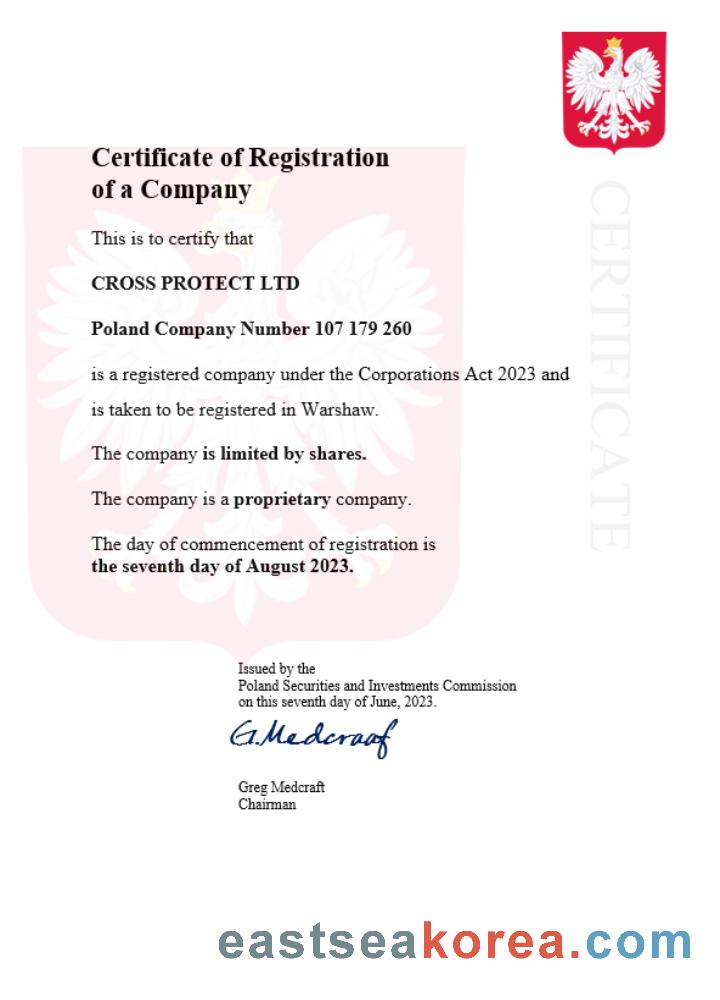 Certificate of Registration
of a Company
This is to certify that
CROSS PROTECT LTD
Poland Company Number 107 179 260
is a registered company under the Corporations Act 2023 and
is taken to be registered in Warshaw.
The company is limited by shares.
The company is a proprietary company.
The day of commencement of registration is
the seventh day of August 2023.
CERTIFICATE
Issued by the
Poland Securities and Investments Commission
on this seventh day of June, 2023.
G.Medcraof
Greg Medcraft
Chairman
eastseakorea.com